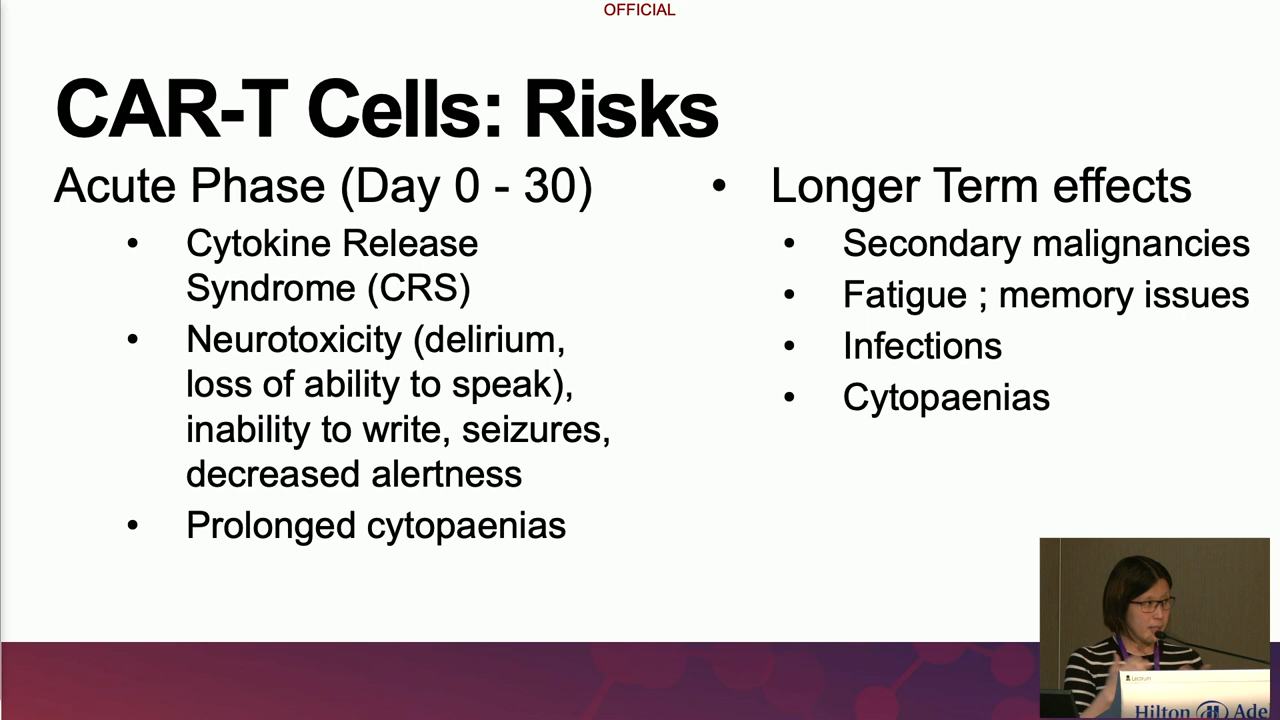 OFFICIAL
CAR-T Cells: Risks
Acute Phase (Day 0 - 30)
• Cytokine Release
Syndrome (CRS)
• Neurotoxicity (delirium,
loss of ability to speak),
inability to write, seizures,
decreased alertness
• Prolonged cytopaenias
• Longer Term effects
• Secondary malignancies
• Fatigue ; memory issues
• Infections
• Cytopaenias
Lectrum
Hilton Ade